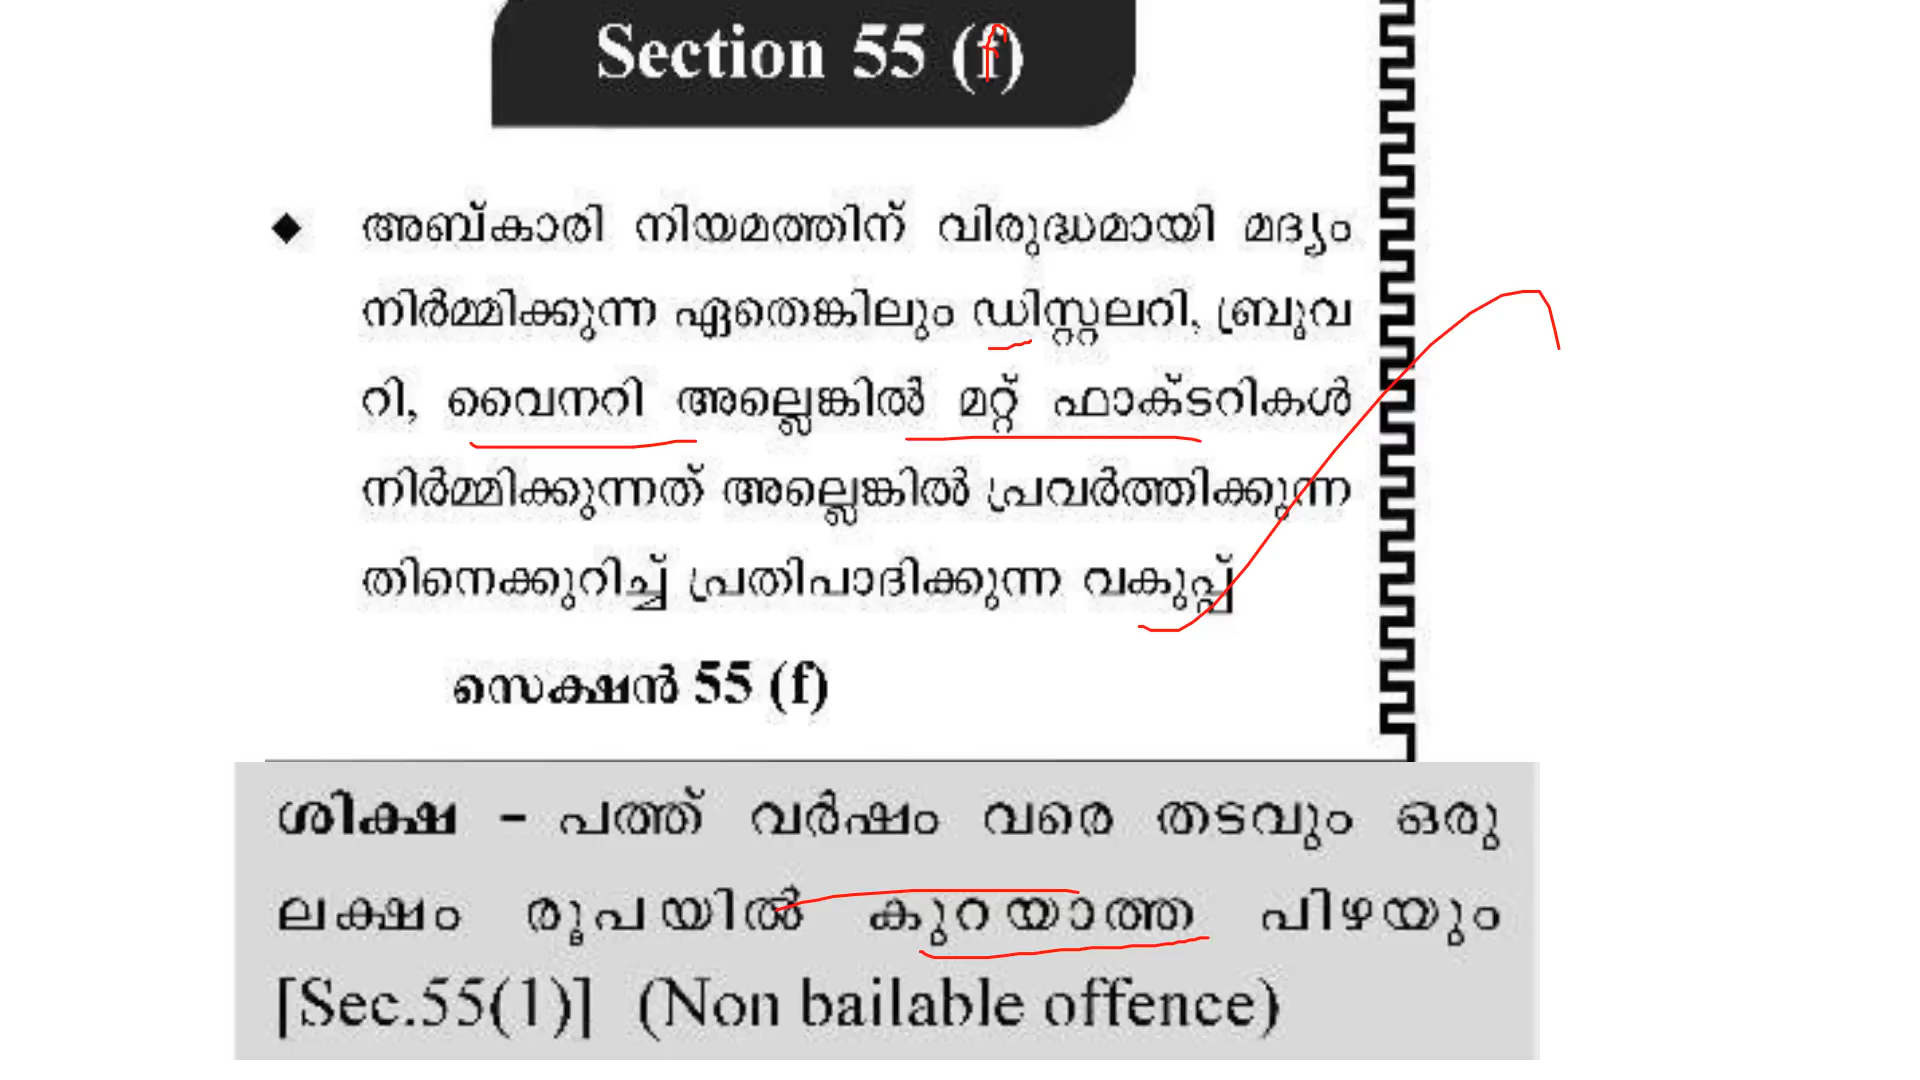 Section 55 (f)
◆ അബ്കാരി നിയമത്തിന് വിരുദ്ധമായി മദ്യം
നിർമ്മിക്കുന്ന ഏതെങ്കിലും ഡിസ്റ്റലറി, ബ്രുവ
റി, വൈനറി അല്ലെങ്കിൽ മറ്റ് ഫാക്ടറികൾ
നിർമ്മിക്കുന്നത് അല്ലെങ്കിൽ പ്രവർത്തിക്കുന്ന
തിനെക്കുറിച്ച് പ്രതിപാദിക്കുന്ന വകുപ്പ്
സെക്ഷൻ 55 (f)
ശിക്ഷ - പത്ത് വർഷം വരെ തടവും ഒരു
ലക്ഷം രൂപയിൽ കുറയാത്ത പിഴയും
[Sec.55(1)] (Non bailable offence)